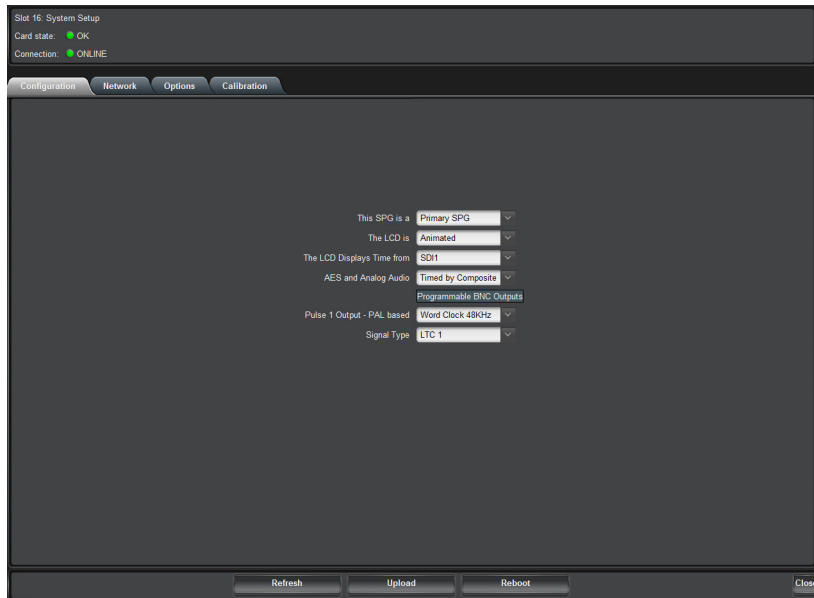 Slot 16: System Setup
Card state: OK
Connection: ONLINE
Configuration Network Options Calibration
This SPG is a Primary SPG
The LCD is Animated
The LCD Displays Time from SDI1
AES and Analog Audio Timed by Composite
Programmable BNC Outputs
Pulse 1 Output - PAL based Word Clock 48KHz
Signal Type LTC 1
Refresh Upload Reboot Clos